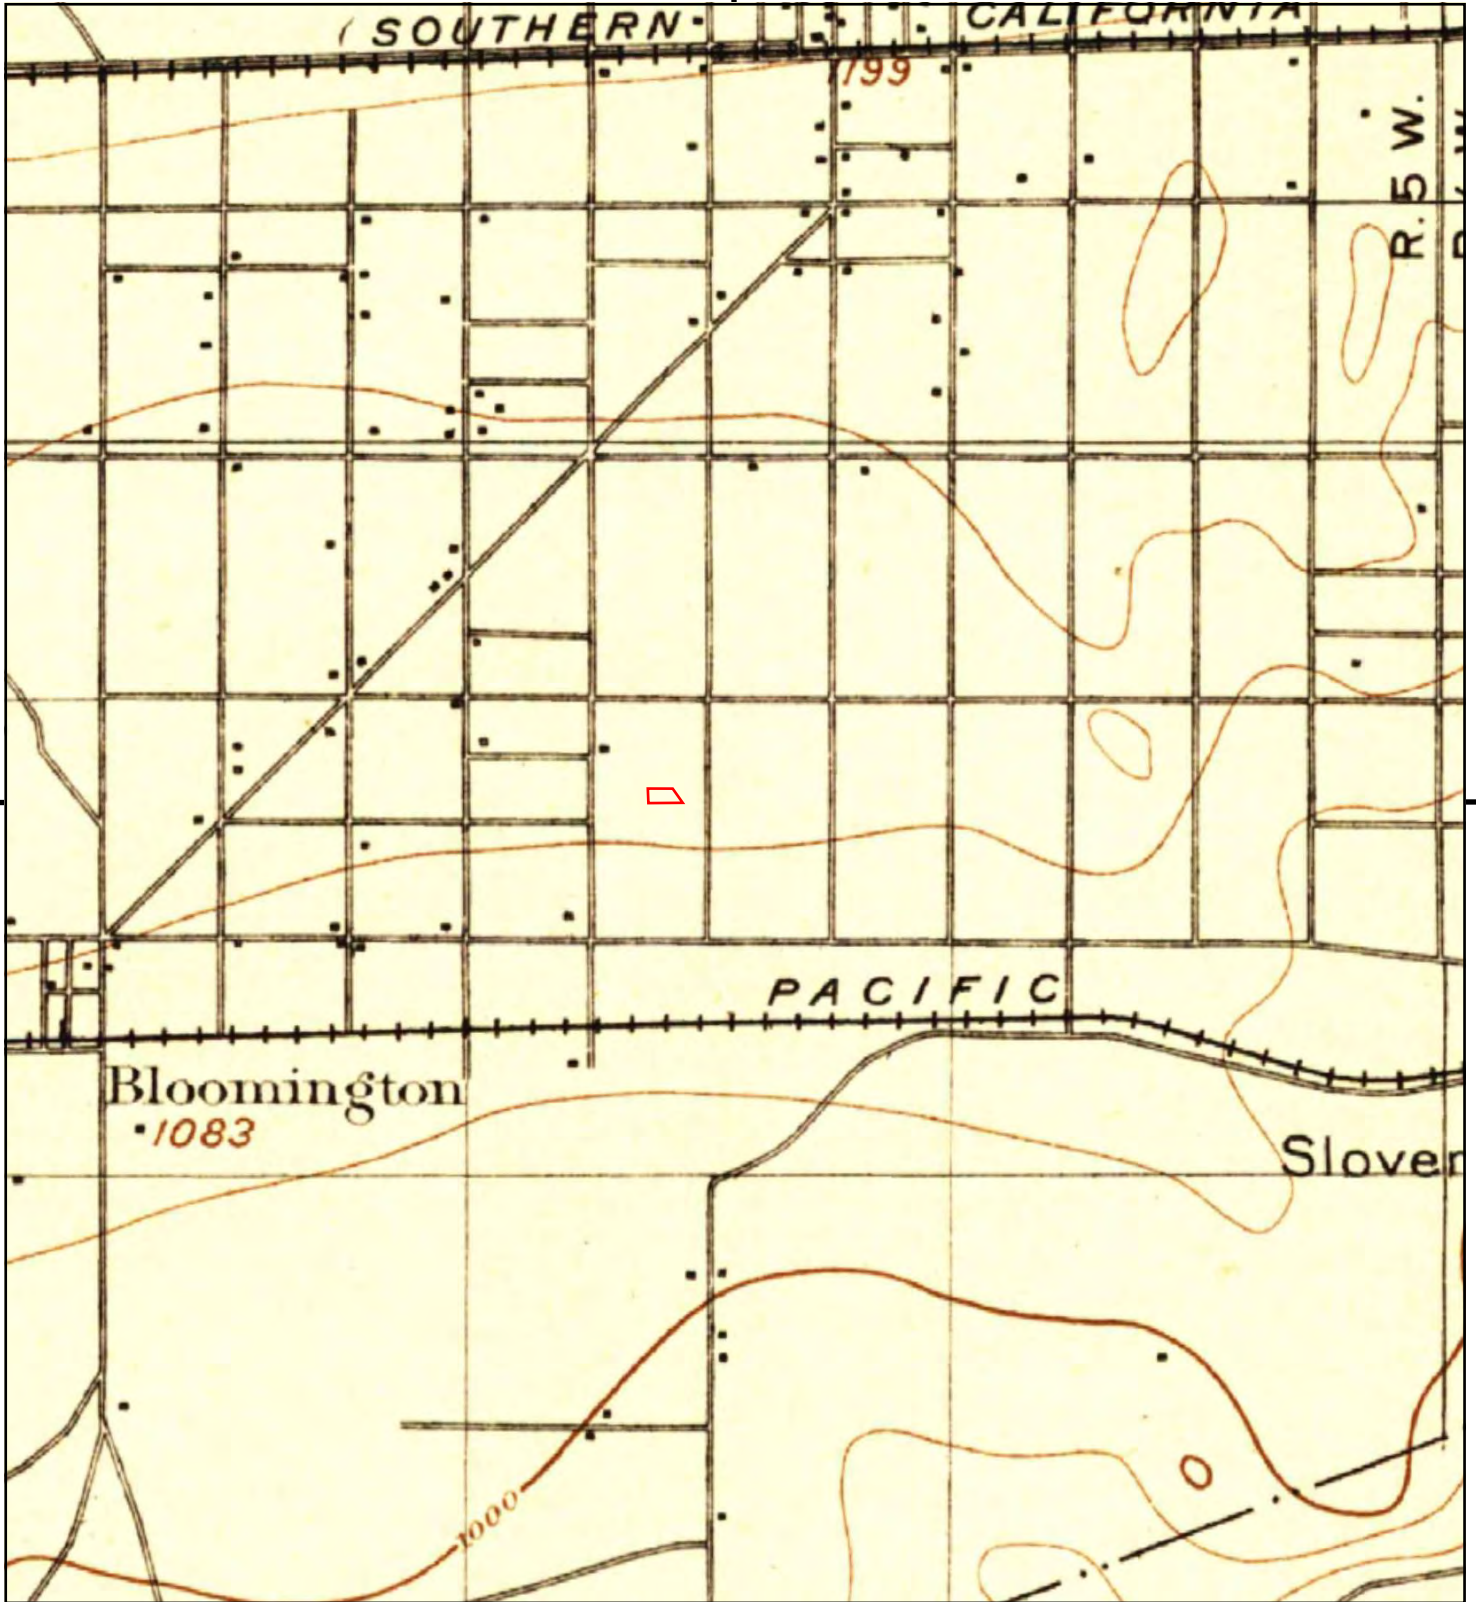 ( SOUTHERN CALIFORNIA
1199
R. 5 W.
PACIFIC
Bloomington
1083
Slover
1000